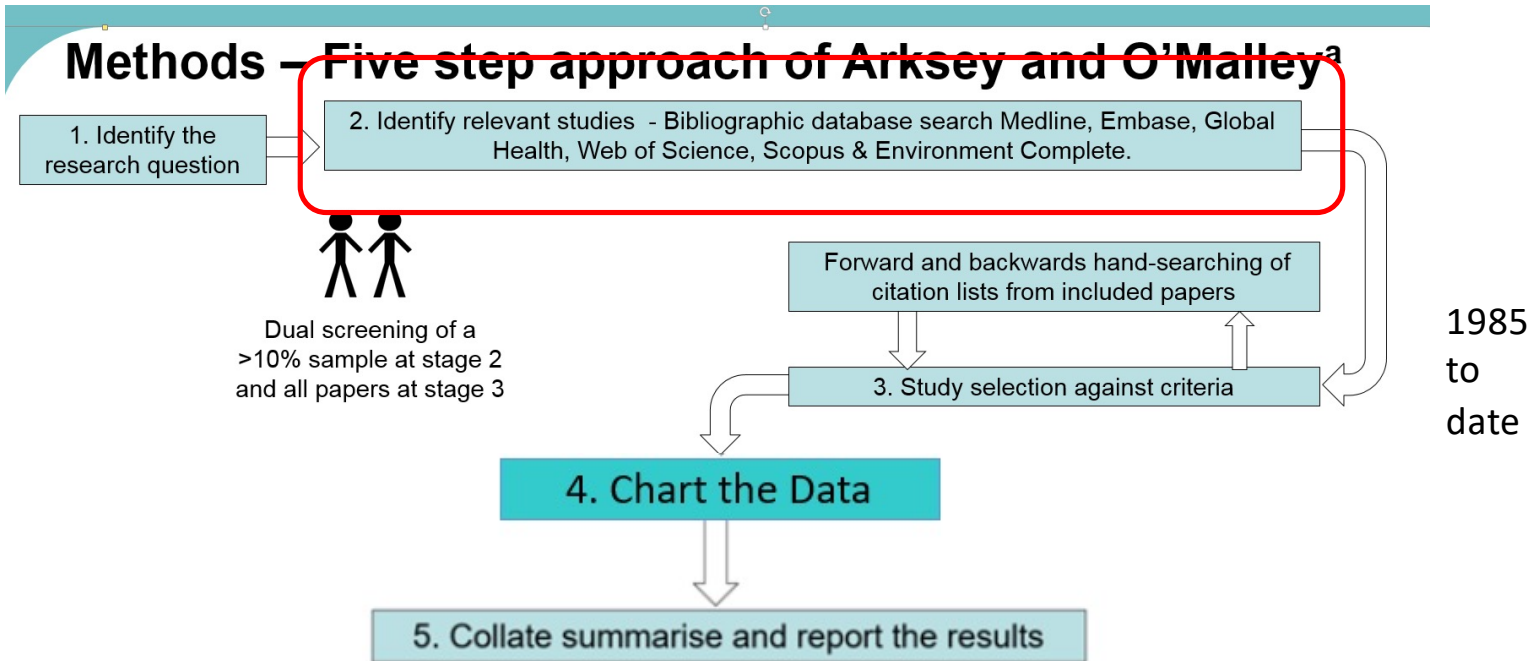 Methods – Five step approach of Arksey and O’Malleyᵃ
1. Identify the
research question
2. Identify relevant studies - Bibliographic database search Medline, Embase, Global
Health, Web of Science, Scopus & Environment Complete.
Dual screening of a
>10% sample at stage 2
and all papers at stage 3
Forward and backwards hand-searching of
citation lists from included papers
3. Study selection against criteria
1985
to
date
4. Chart the Data
5. Collate summarise and report the results